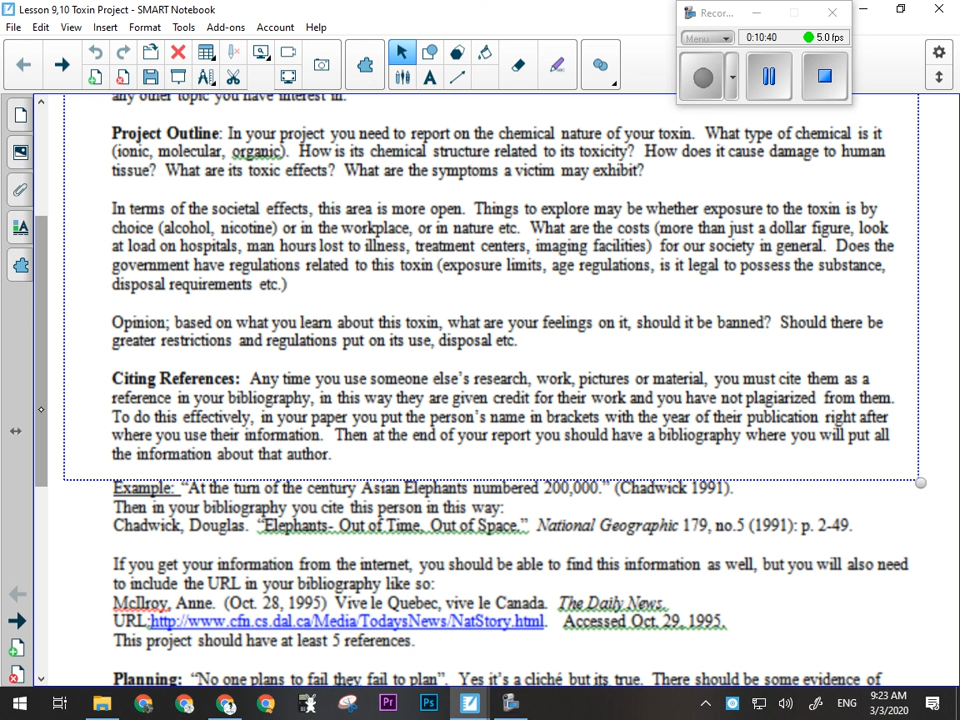 Lesson 9,10 Toxin Project - SMART Notebook
Recor...
File Edit View Insert Format Tools Add-ons Account Help
Menu 0:10:40 5.0 fps
any other topic you have interest in.
Project Outline: In your project you need to report on the chemical nature of your toxin. What type of chemical is it
(ionic, molecular, organic). How is its chemical structure related to its toxicity? How does it cause damage to human
tissue? What are its toxic effects? What are the symptoms a victim may exhibit?
In terms of the societal effects, this area is more open. Things to explore may be whether exposure to the toxin is by
choice (alcohol, nicotine) or in the workplace, or in nature etc. What are the costs (more than just a dollar figure, look
at load on hospitals, man hours lost to illness, treatment centers, imaging facilities) for our society in general. Does the
government have regulations related to this toxin (exposure limits, age regulations, is it legal to possess the substance,
disposal requirements etc.)
Opinion; based on what you learn about this toxin, what are your feelings on it, should it be banned? Should there be
greater restrictions and regulations put on its use, disposal etc.
Citing References: Any time you use someone else's research, work, pictures or material, you must cite them as a
reference in your bibliography, in this way they are given credit for their work and you have not plagiarized from them.
To do this effectively, in your paper you put the person's name in brackets with the year of their publication right after
where you use their information. Then at the end of your report you should have a bibliography where you will put all
the information about that author.
Example: "At the turn of the century Asian Elephants numbered 200,000." (Chadwick 1991).
Then in your bibliography you cite this person in this way:
Chadwick, Douglas. "Elephants- Out of Time, Out of Space." National Geographic 179, no.5 (1991): p. 2-49.
If you get your information from the internet, you should be able to find this information as well, but you will also need
to include the URL in your bibliography like so:
McIlroy, Anne. (Oct. 28, 1995) Vive le Quebec, vive le Canada. The Daily News.
URL:http://www.cfn.cs.dal.ca/Media/TodaysNews/NatStory.html. Accessed Oct. 29, 1995.
This project should have at least 5 references.
Planning: "No one plans to fail they fail to plan". Yes it's a cliché but its true. There should be some evidence of
Pr Ps ENG 9:23 AM
3/3/2020